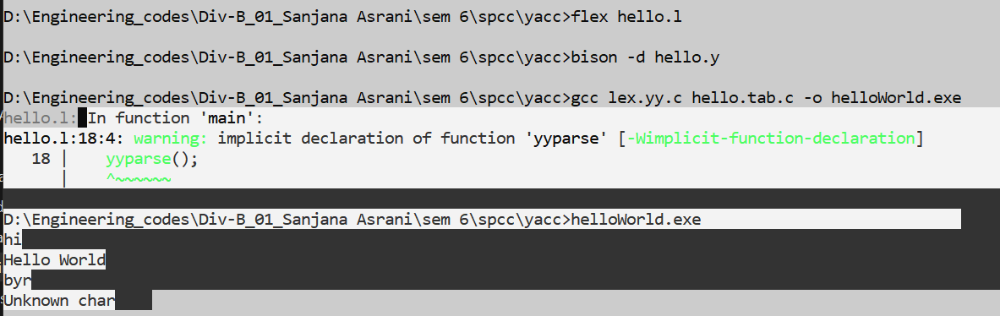 D:\Engineering_codes\Div-B_01_Sanjana Asrani\sem 6\spcc\yacc>flex hello.l
D:\Engineering_codes\Div-B_01_Sanjana Asrani\sem 6\spcc\yacc>bison -d hello.y
D:\Engineering_codes\Div-B_01_Sanjana Asrani\sem 6\spcc\yacc>gcc lex.yy.c hello.tab.c -o helloWorld.exe
hello.l: In function 'main':
hello.l:18:4: warning: implicit declaration of function 'yyparse' [-Wimplicit-function-declaration]
   18 |    yyparse();
      |    ^~~~~~~
D:\Engineering_codes\Div-B_01_Sanjana Asrani\sem 6\spcc\yacc>helloWorld.exe
hi
Hello World
byr
Unknown char